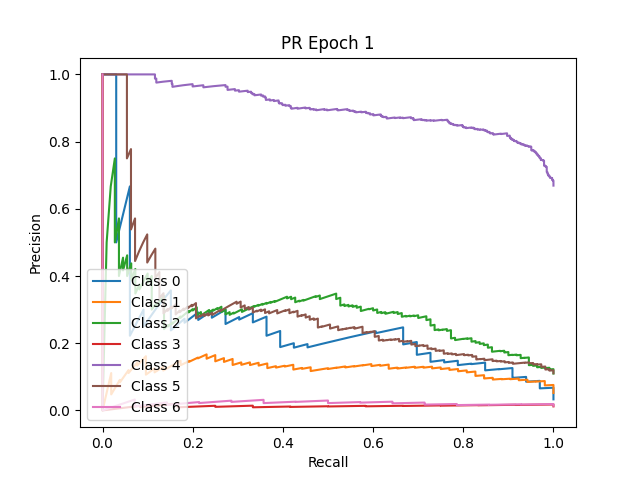 PR Epoch 1
Precision
1.0
0.8
0.6
0.4
0.2
0.0
Class 0
Class 1
Class 2
Class 3
Class 4
Class 5
Class 6
0.0 0.2 0.4 0.6 0.8 1.0
Recall